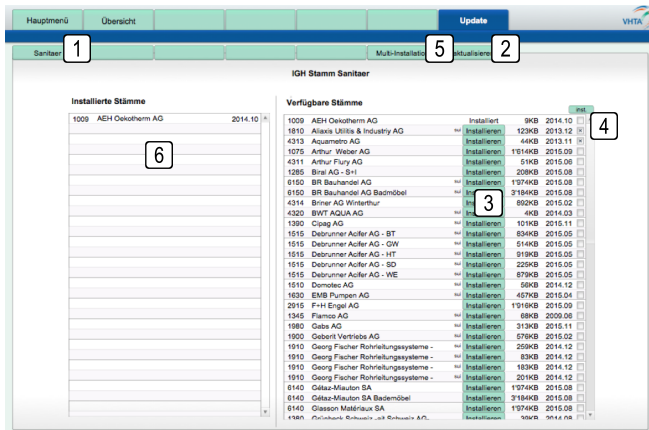 Hauptmenü Übersicht Update VHTA
Sanitaer 1 Multi-Installation 5 aktualisieren 2
IGH Stamm Sanitaer
Installierte Stämme
Verfügbare Stämme
inst.
1009 AEH Oekotherm AG 2014.10
6
3
4
1009 AEH Oekotherm AG Installiert 9KB 2014.10
1810 Aliaxis Utilitis & Industriy AG Installieren 123KB 2013.12
4313 Aquametro AG Installieren 44KB 2013.11
1075 Arthur Weber AG Installieren 1'514KB 2015.09
4311 Arthur Flury AG Installieren 51KB 2015.06
1285 Biral AG - S+I Installieren 208KB 2015.08
6150 BR Bauhandel AG Installieren 1'974KB 2015.08
6150 BR Bauhandel AG Badmöbel Installieren 3'184KB 2015.08
4314 Briner AG Winterthur 892KB 2015.02
4320 BWT AQUA AG 4KB 2014.03
1390 Cipag AG Installieren 101KB 2015.11
1515 Debrunner Acifer AG - BT Installieren 834KB 2015.05
1515 Debrunner Acifer AG - GW Installieren 514KB 2015.05
1515 Debrunner Acifer AG - HT Installieren 919KB 2015.05
1515 Debrunner Acifer AG - SD Installieren 225KB 2015.05
1515 Debrunner Acifer AG - WE Installieren 879KB 2015.05
1510 Domotec AG Installieren 56KB 2014.12
1630 EMB Pumpen AG Installieren 457KB 2015.04
2915 F+H Engel AG Installieren 1'916KB 2015.09
1345 Flamco AG Installieren 68KB 2009.06
1980 Gabs AG Installieren 313KB 2015.11
1900 Geberit Vertriebs AG Installieren 576KB 2015.02
1910 Georg Fischer Rohrleitungssysteme - Installieren 259KB 2014.12
1910 Georg Fischer Rohrleitungssysteme - Installieren 83KB 2014.12
1910 Georg Fischer Rohrleitungssysteme - Installieren 183KB 2014.12
1910 Georg Fischer Rohrleitungssysteme - Installieren 201KB 2014.12
6140 Gétaz-Miauton SA Installieren 1'974KB 2015.08
6140 Gétaz-Miauton SA Bademöbel Installieren 3'184KB 2015.08
6140 Glasson Matériaux SA Installieren 1'974KB 2015.08